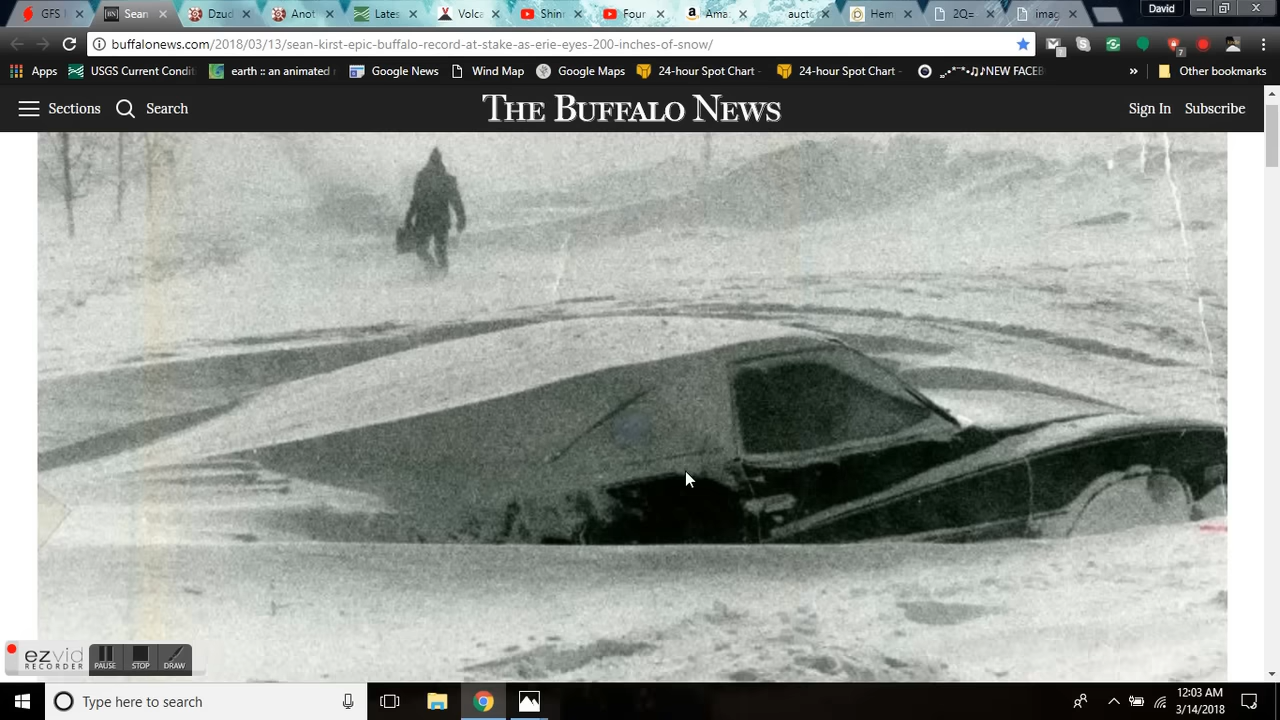 GFS
Sean
Dzud
Anot
Lates
Volca
Shin
Four
Ama
auct
Hem
2Q=
imag
David
buffalonews.com/2018/03/13/sean-kirst-epic-buffalo-record-at-stake-as-erie-eyes-200-inches-of-snow/
1
7
Apps
USGS Current Condit
earth :: an animated
Google News
Wind Map
Google Maps
24-hour Spot Chart -
24-hour Spot Chart -
NEW FACEB
»
Other bookmarks
Sections
Search
THE BUFFALO NEWS
Sign In
Subscribe
ezvid
RECORDER
PAUSE
STOP
DRAW
Type here to search
12:03 AM
3/14/2018